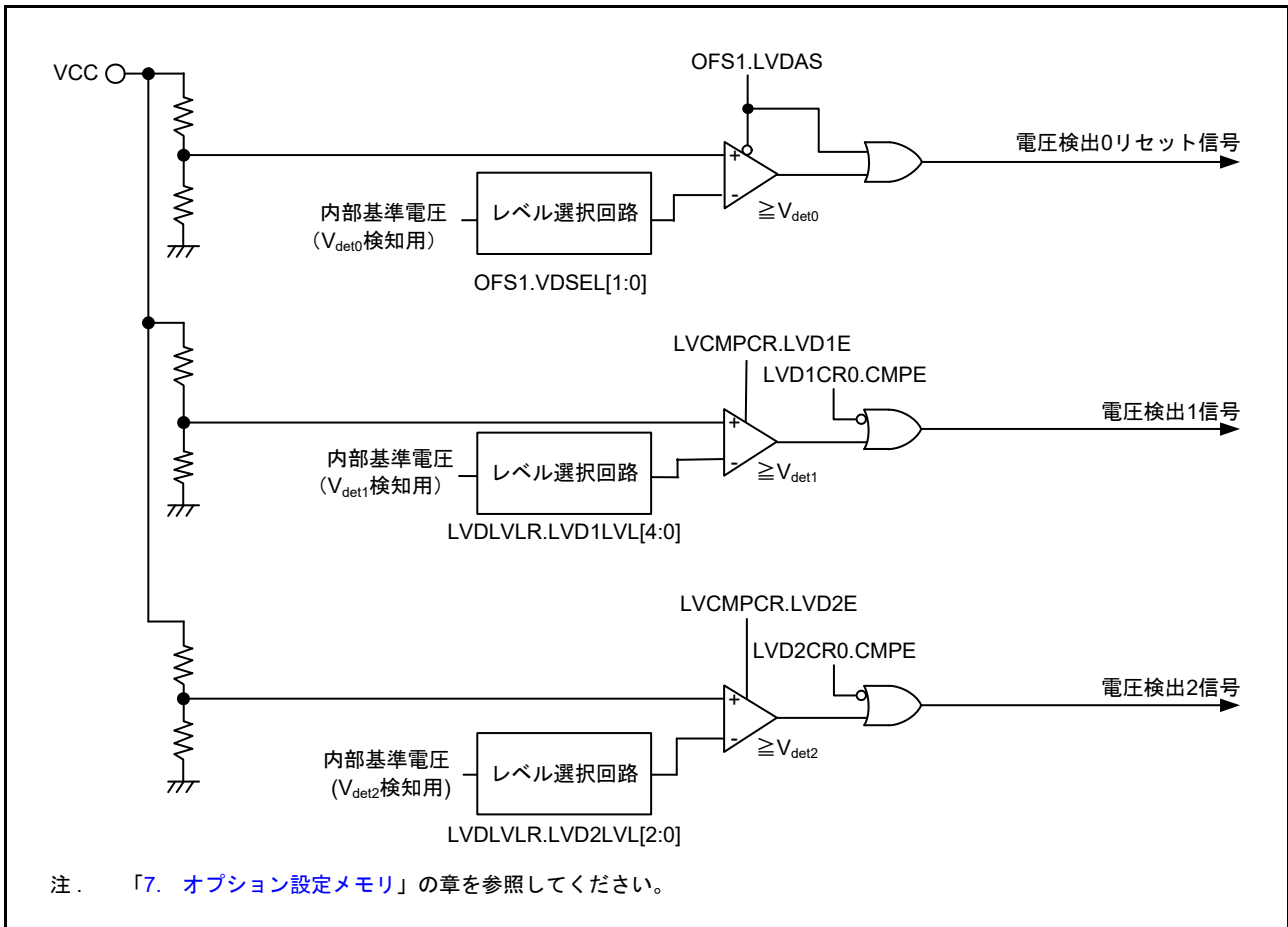 OFS1.LVDAS
VCC
電圧検出0リセット信号
+
-
内部基準電圧
（Vdet0検知用）
レベル選択回路
≧Vdet0
OFS1.VDSEL[1:0]
LVCMPCR.LVD1E
LVD1CR0.CMPE
電圧検出1信号
+
-
内部基準電圧
（Vdet1検知用）
レベル選択回路
≧Vdet1
LVDLVLR.LVD1LVL[4:0]
LVCMPCR.LVD2E
LVD2CR0.CMPE
電圧検出2信号
+
-
内部基準電圧
(Vdet2検知用)
レベル選択回路
≧Vdet2
LVDLVLR.LVD2LVL[2:0]
注．　「7.　オプション設定メモリ」の章を参照してください。